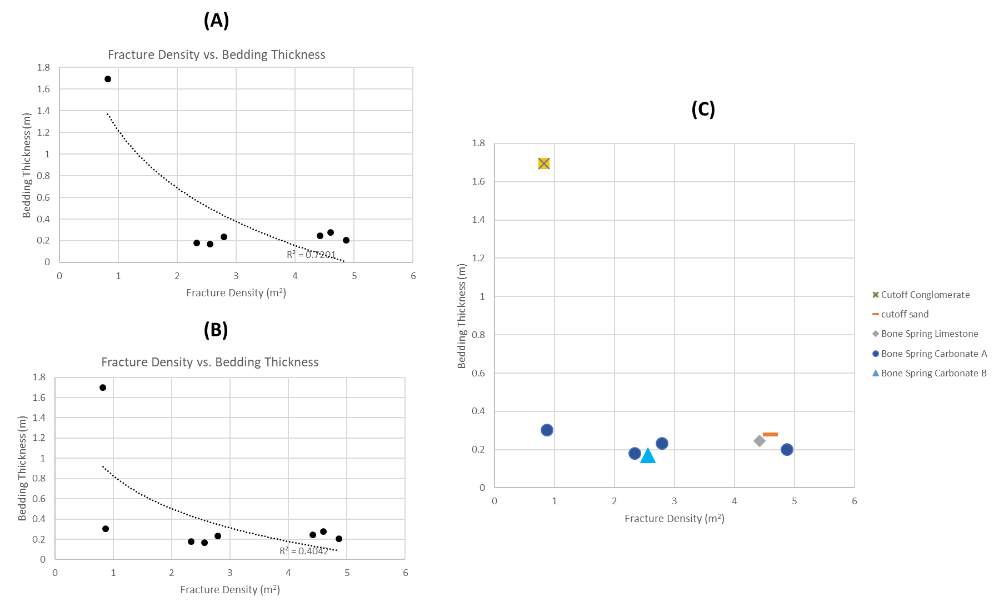 (A)
Fracture Density vs. Bedding Thickness
1.8
1.6
1.4
1.2
1
0.8
0.6
0.4
0.2
0
Bedding Thickness (m)
R² = 0.7201
0 1 2 3 4 5 6
Fracture Density (m²)
(B)
Fracture Density vs. Bedding Thickness
1.8
1.6
1.4
1.2
1
0.8
0.6
0.4
0.2
0
Bedding Thickness (m)
R² = 0.4042
0 1 2 3 4 5 6
Fracture Density (m²)
(C)
1.8
1.6
1.4
1.2
1
0.8
0.6
0.4
0.2
0
Bedding Thickness (m)
0 1 2 3 4 5 6
Fracture Density (m²)
Cutoff Conglomerate
cutoff sand
Bone Spring Limestone
Bone Spring Carbonate A
Bone Spring Carbonate B